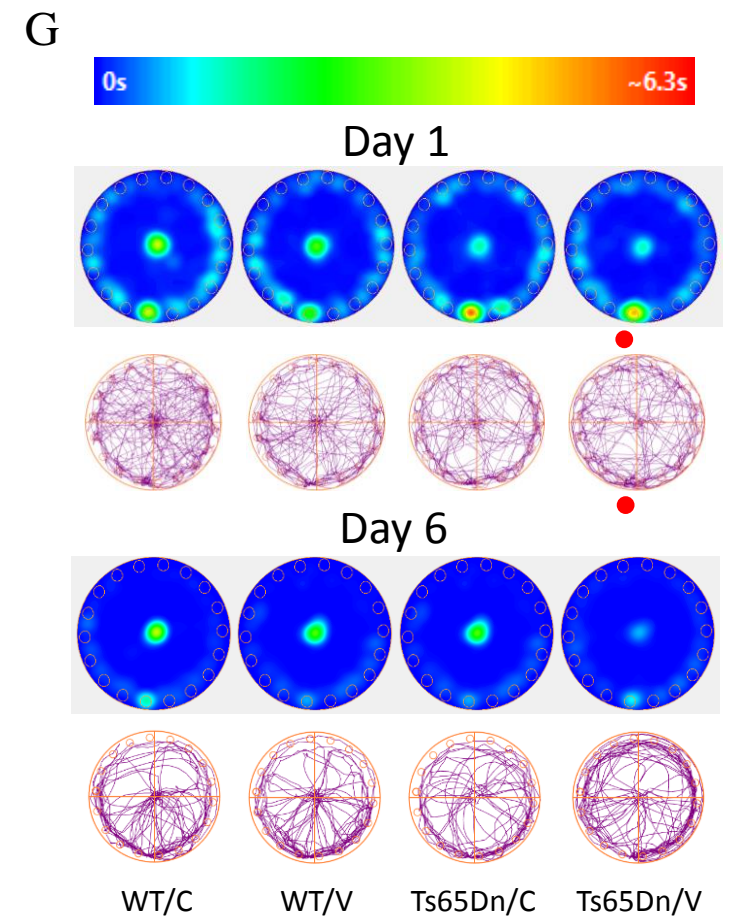 G
0s ~6.3s
Day 1
Day 6
WT/C WT/V Ts65Dn/C Ts65Dn/V